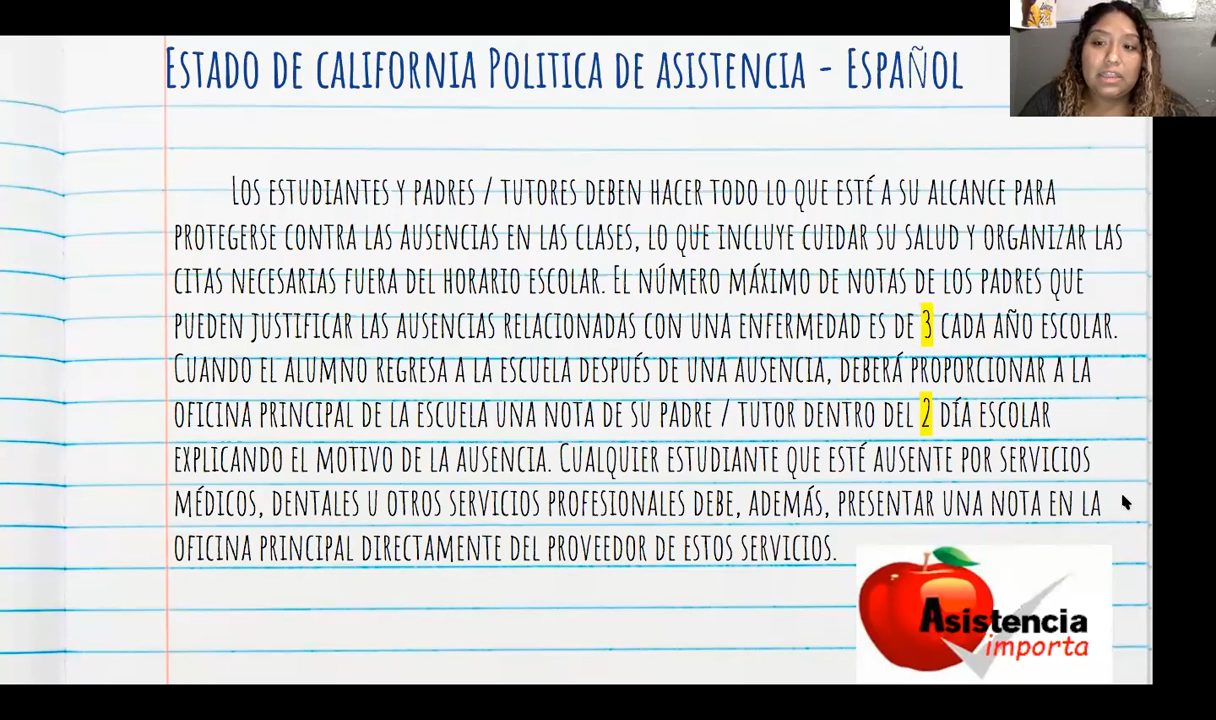 ESTADO DE CALIFORNIA POLITICA DE ASISTENCIA - ESPAÑOL
LOS ESTUDIANTES Y PADRES / TUTORES DEBEN HACER TODO LO QUE ESTÉ A SU ALCANCE PARA
PROTEGERSE CONTRA LAS AUSENCIAS EN LAS CLASES, LO QUE INCLUYE CUIDAR SU SALUD Y ORGANIZAR LAS
CITAS NECESARIAS FUERA DEL HORARIO ESCOLAR. EL NÚMERO MÁXIMO DE NOTAS DE LOS PADRES QUE
PUEDEN JUSTIFICAR LAS AUSENCIAS RELACIONADAS CON UNA ENFERMEDAD ES DE 3 CADA AÑO ESCOLAR.
CUANDO EL ALUMNO REGRESA A LA ESCUELA DESPUÉS DE UNA AUSENCIA, DEBERÁ PROPORCIONAR A LA
OFICINA PRINCIPAL DE LA ESCUELA UNA NOTA DE SU PADRE / TUTOR DENTRO DEL 2 DÍA ESCOLAR
EXPLICANDO EL MOTIVO DE LA AUSENCIA. CUALQUIER ESTUDIANTE QUE ESTÉ AUSENTE POR SERVICIOS
MÉDICOS, DENTALES U OTROS SERVICIOS PROFESIONALES DEBE, ADEMÁS, PRESENTAR UNA NOTA EN LA
OFICINA PRINCIPAL DIRECTAMENTE DEL PROVEEDOR DE ESTOS SERVICIOS.
Asistencia
importa